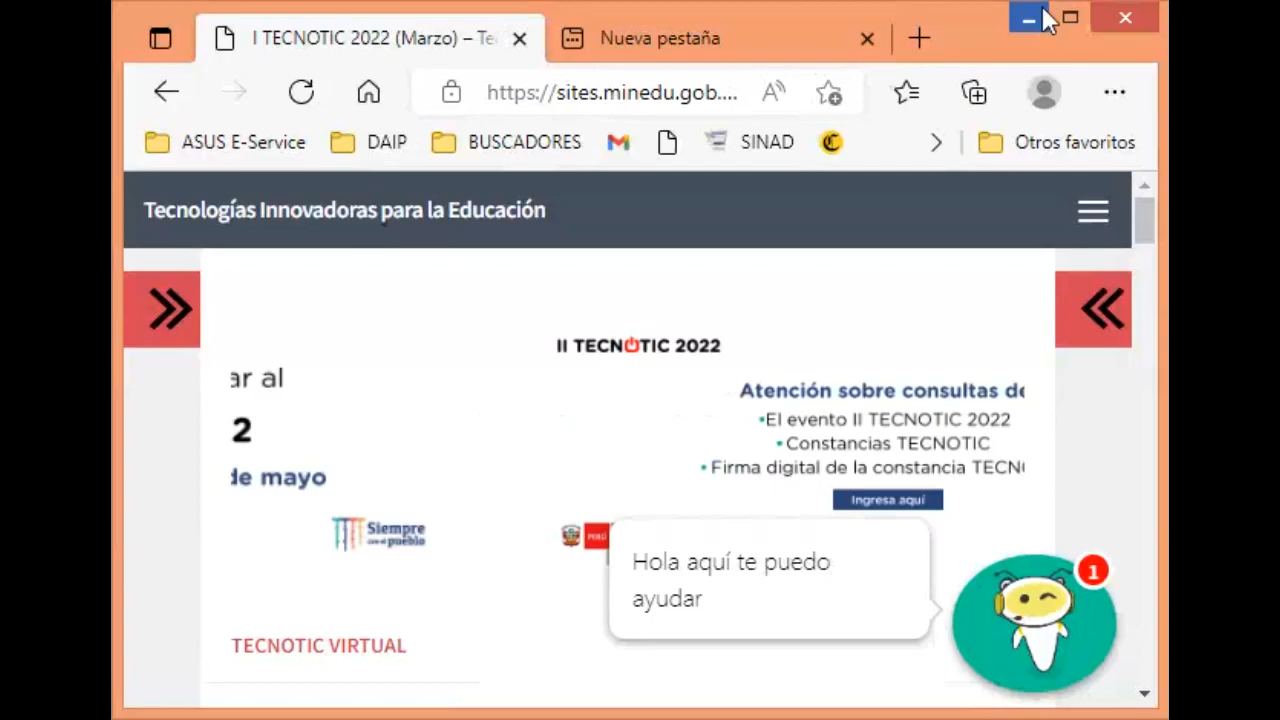 I TECNOTIC 2022 (Marzo) – Te
Nueva pestaña
https://sites.minedu.gob....
ASUS E-Service
DAIP
BUSCADORES
SINAD
Otros favoritos
Tecnologías Innovadoras para la Educación
II TECNOTIC 2022
ar al
2
de mayo
Atención sobre consultas de
•El evento II TECNOTIC 2022
•Constancias TECNOTIC
•Firma digital de la constancia TECN
Ingresa aquí
Siempre
con el pueblo
PERÚ
Hola aquí te puedo
ayudar
1
TECNOTIC VIRTUAL